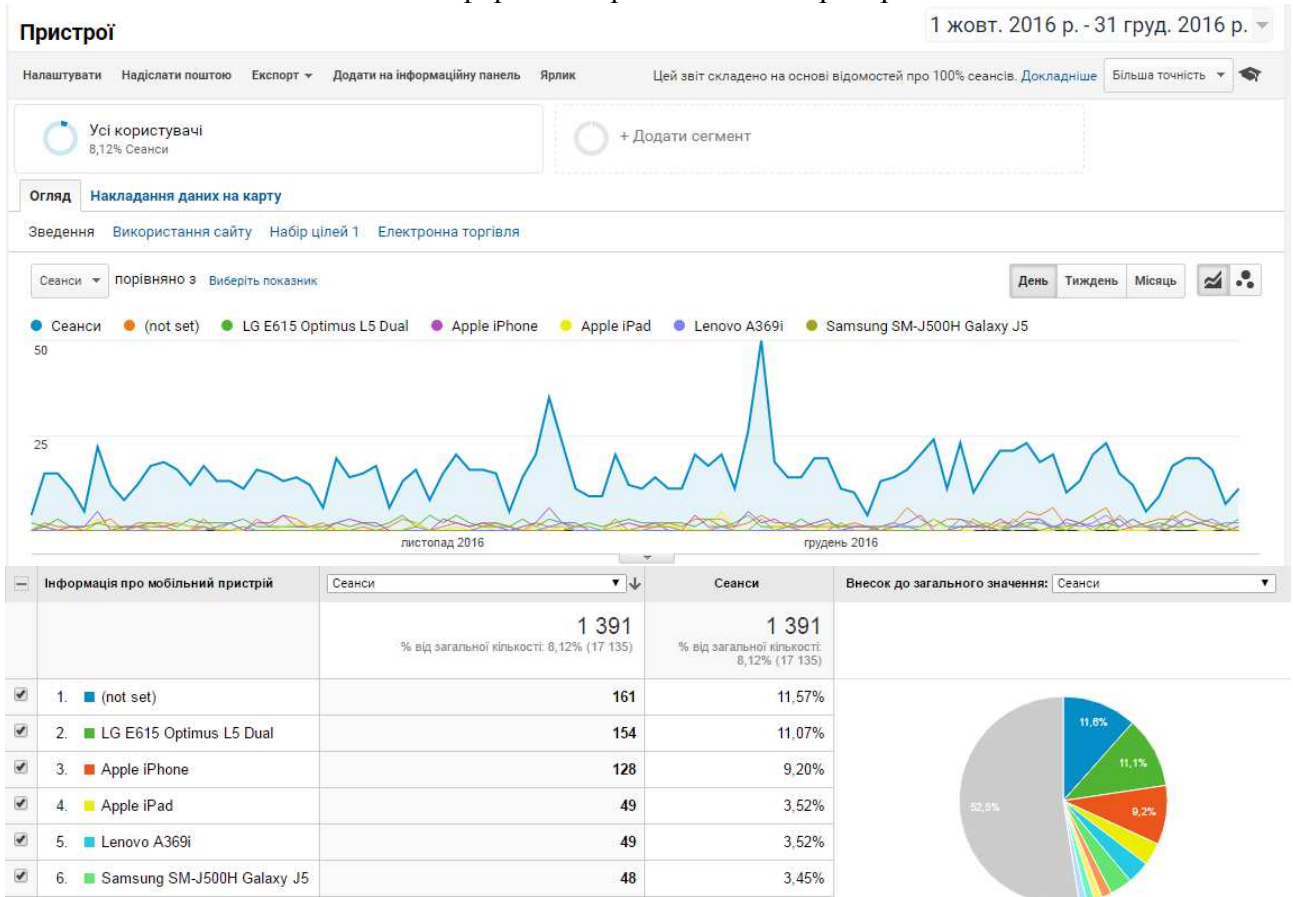 Пристрої
1 жовт. 2016 р. - 31 груд. 2016 р.
Налаштувати Надіслати поштою Експорт Додати на інформаційну панель Ярлик Цей звіт складено на основі відомостей про 100% сеансів. Докладніше Більша точність
Усі користувачі
8,12% Сеанси
+ Додати сегмент
Огляд Накладання даних на карту
Зведення Використання сайту Набір цілей 1 Електронна торгівля
Сеанси порівняно з Виберіть показник День Тиждень Місяць
Сеанси (not set) LG E615 Optimus L5 Dual Apple iPhone Apple iPad Lenovo A369i Samsung SM-J500H Galaxy J5
50
25
листопад 2016 грудень 2016
Інформація про мобільний пристрій Сеанси Сеанси Внесок до загального значення: Сеанси
1 391 1 391
% від загальної кількості: 8,12% (17 135) % від загальної кількості:
8,12% (17 135)
1. (not set) 161 11,57%
2. LG E615 Optimus L5 Dual 154 11,07%
3. Apple iPhone 128 9,20%
4. Apple iPad 49 3,52%
5. Lenovo A369i 49 3,52%
6. Samsung SM-J500H Galaxy J5 48 3,45%
11,6%
11,1%
9,2%
52,5%